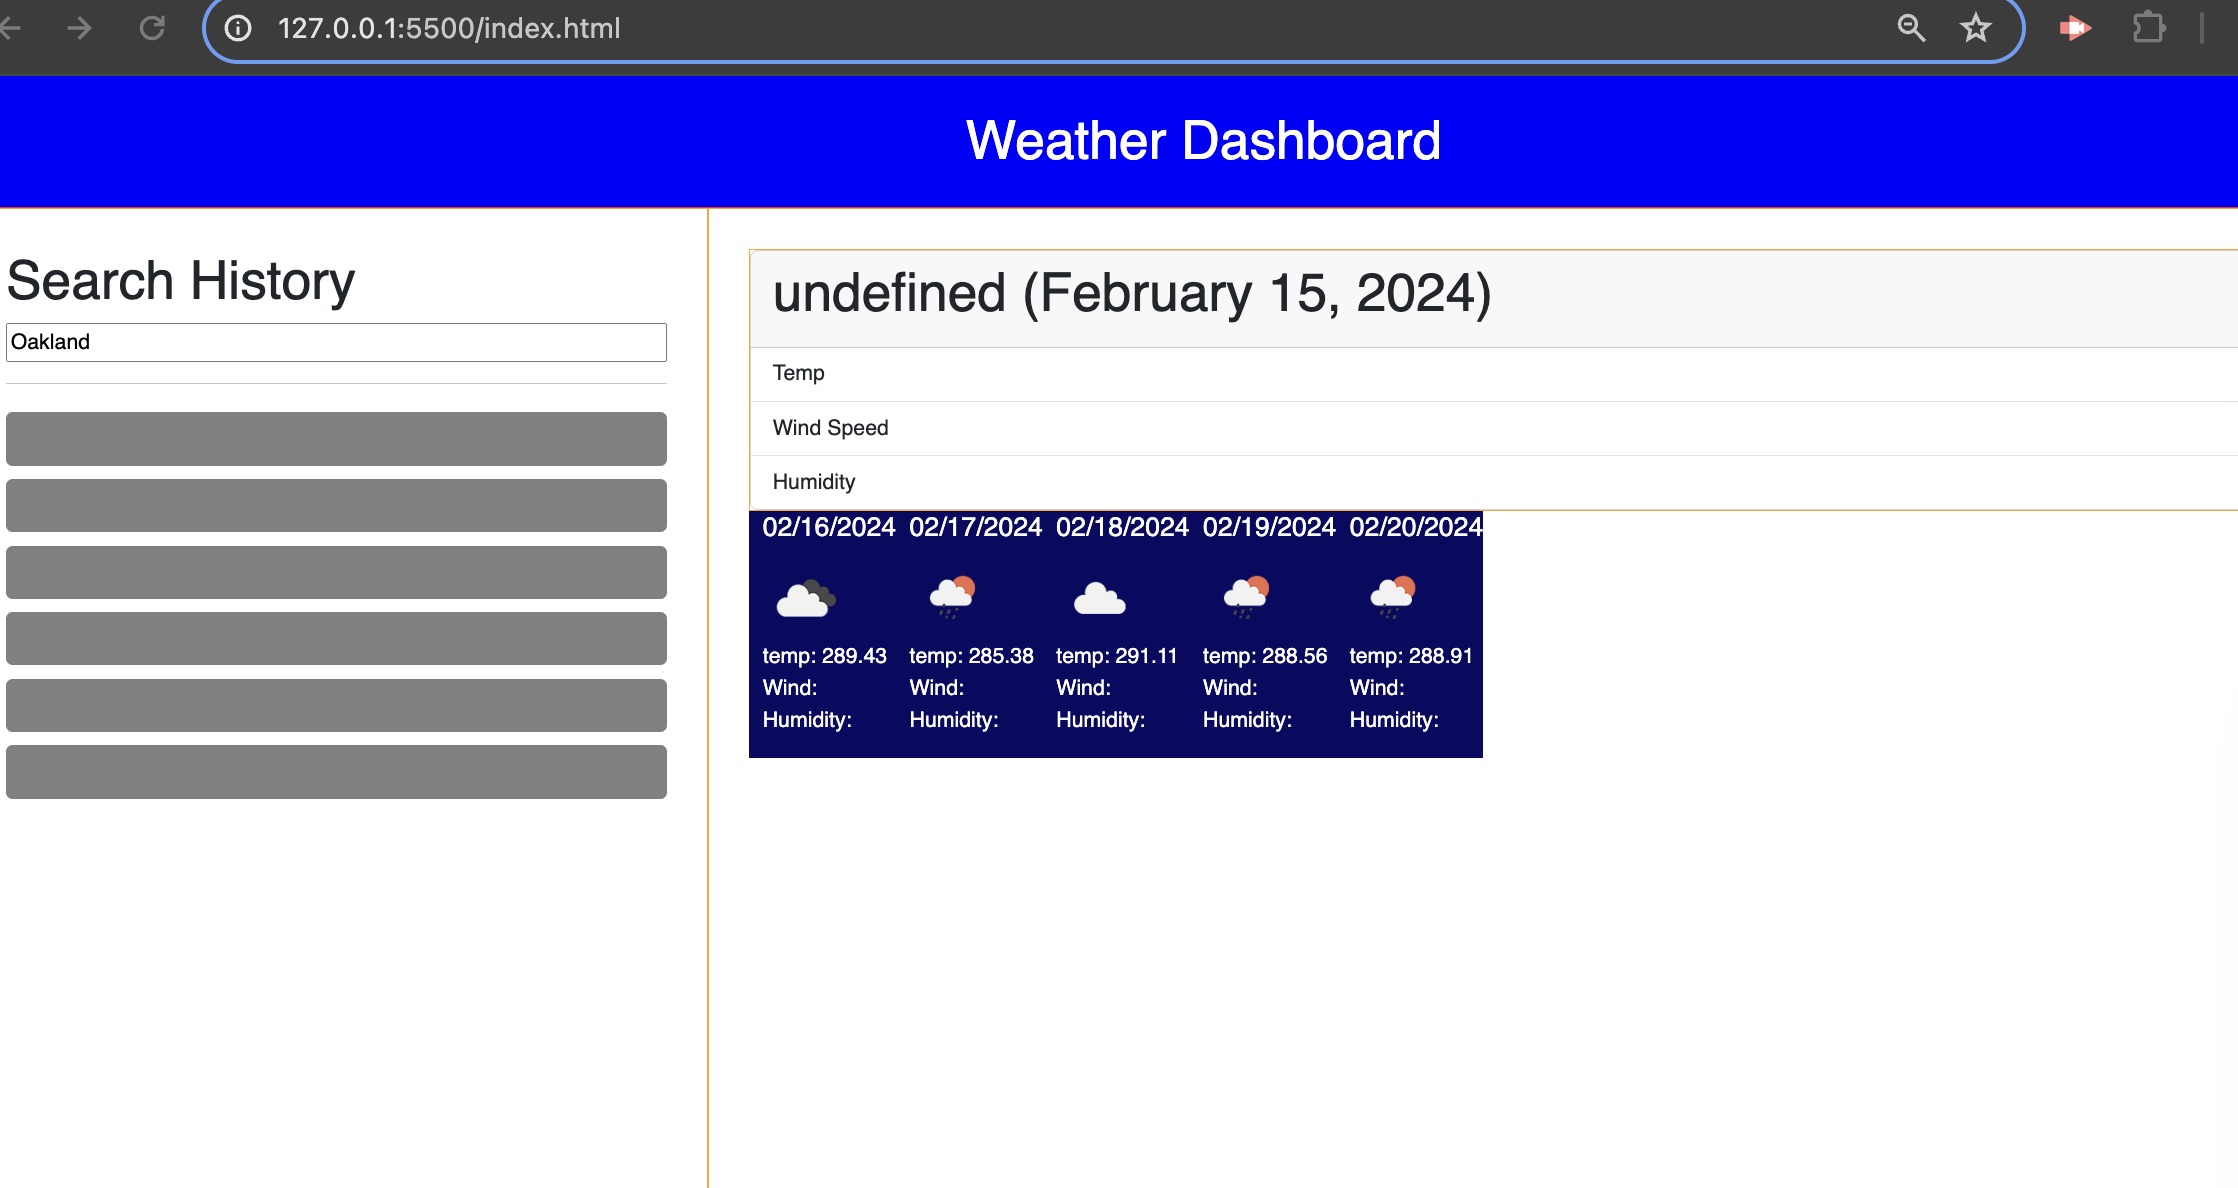 127.0.0.1:5500/index.html
Weather Dashboard
Search History
Oakland
undefined (February 15, 2024)
Temp
Wind Speed
Humidity
02/16/2024 02/17/2024 02/18/2024 02/19/2024 02/20/2024
temp: 289.43 temp: 285.38 temp: 291.11 temp: 288.56 temp: 288.91
Wind: Wind: Wind: Wind: Wind:
Humidity: Humidity: Humidity: Humidity: Humidity: